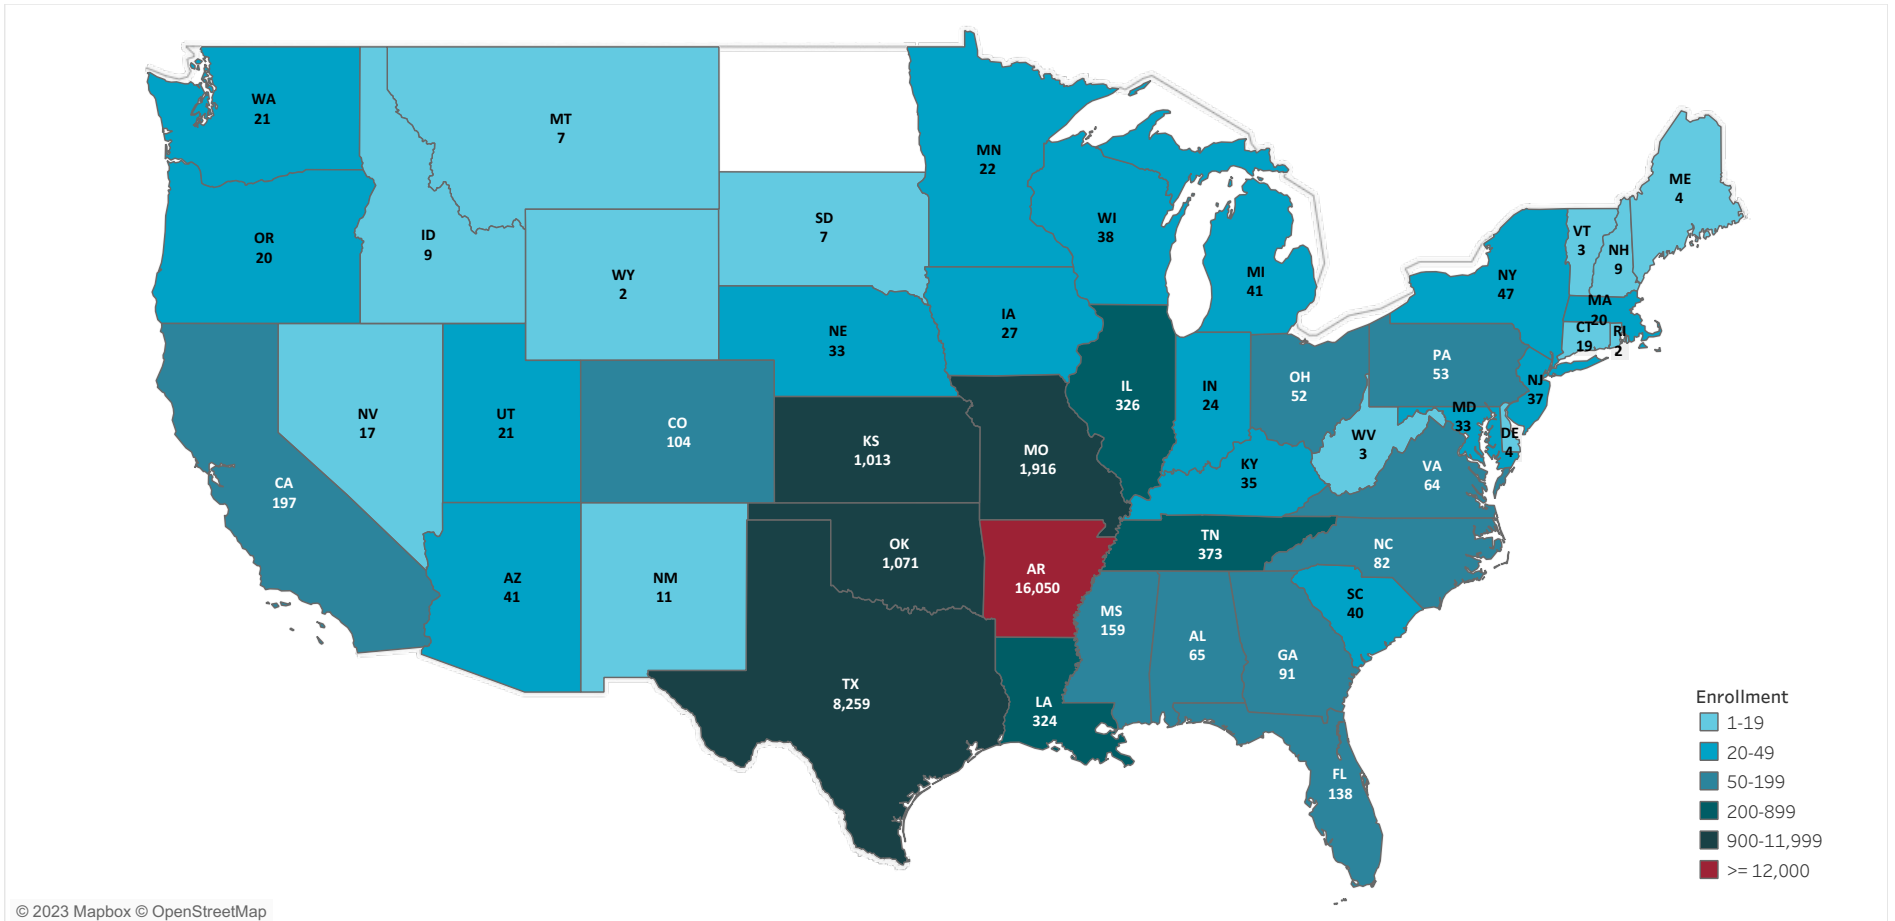 WA
21
MT
7
MN
22
ME
4
OR
20
ID
9
SD
7
WI
38
VT
3
NH
9
WY
2
MI
41
NY
47
MA
20
NE
33
IA
27
CT
19
RI
2
PA
53
NV
17
UT
21
CO
104
KS
1,013
MO
1,916
IL
326
IN
24
OH
52
NJ
37
MD
33
DE
4
WV
3
KY
35
VA
64
CA
197
AZ
41
NM
11
OK
1,071
AR
16,050
TN
373
NC
82
SC
40
MS
159
AL
65
GA
91
TX
8,259
LA
324
FL
138
Enrollment
1-19
20-49
50-199
200-899
900-11,999
>= 12,000
© 2023 Mapbox © OpenStreetMap